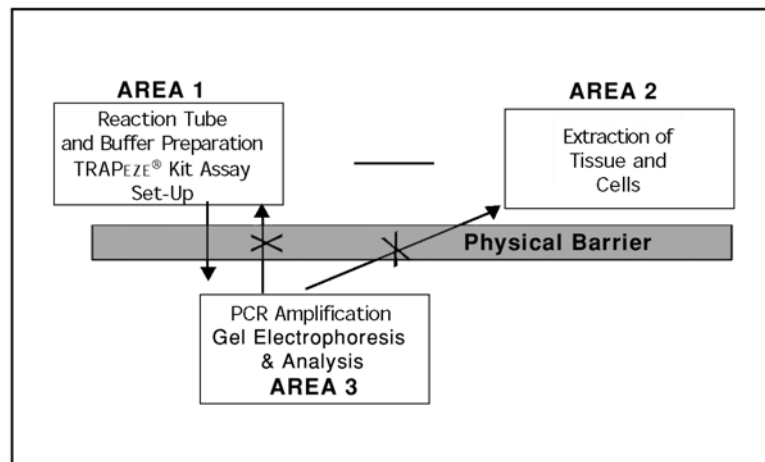 AREA 1
Reaction Tube
and Buffer Preparation
TRAPEZE® Kit Assay
Set-Up
AREA 2
Extraction of
Tissue and
Cells
Physical Barrier
PCR Amplification
Gel Electrophoresis
& Analysis
AREA 3